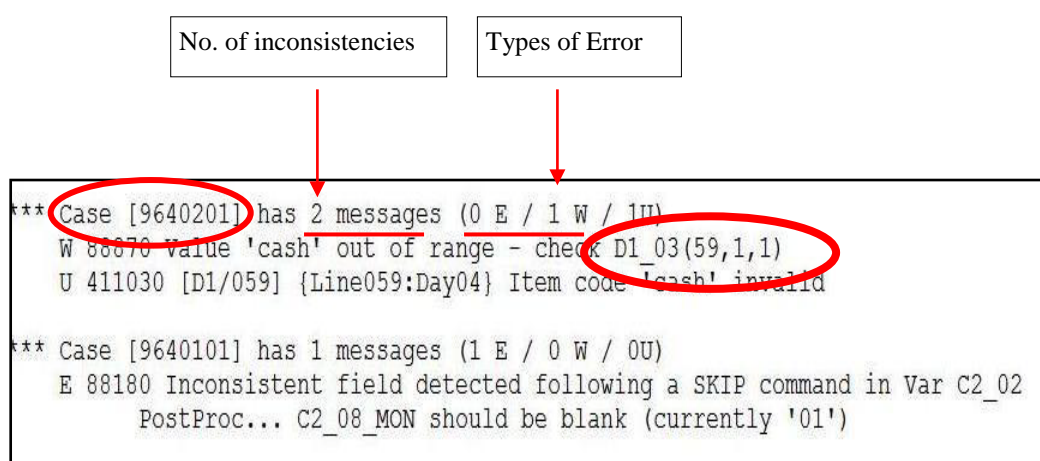 No. of inconsistencies
Types of Error
*** Case [9640201] has 2 messages (0 E / 1 W / 1U)
W 88870 Value 'cash' out of range - check D1_03(59,1,1)
U 411030 [D1/059] {Line059:Day04} Item code 'cash' invalid
*** Case [9640101] has 1 messages (1 E / 0 W / 0U)
E 88180 Inconsistent field detected following a SKIP command in Var C2_02
PostProc... C2_08_MON should be blank (currently '01')